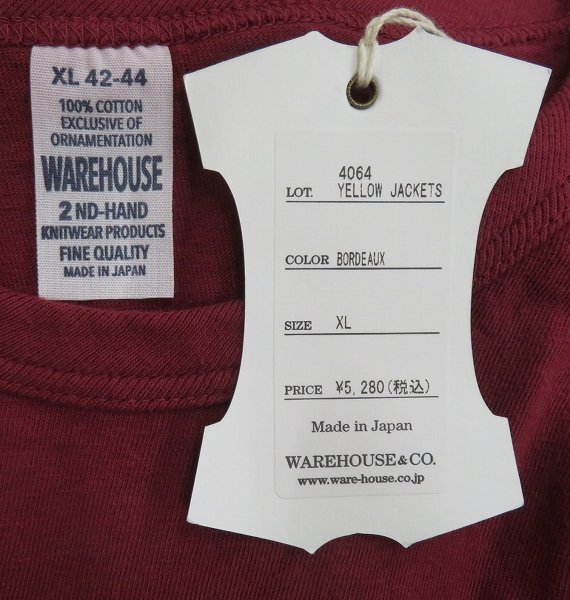 XL 42-44
100% COTTON
EXCLUSIVE OF
ORNAMENTATION
WAREHOUSE
2ND-HAND
KNITWEAR PRODUCTS
FINE QUALITY
MADE IN JAPAN
4064
LOT. YELLOW JACKETS
COLOR BORDEAUX
SIZE XL
PRICE ¥5,280(税込)
Made in Japan
WAREHOUSE&CO.
www.ware-house.co.jp